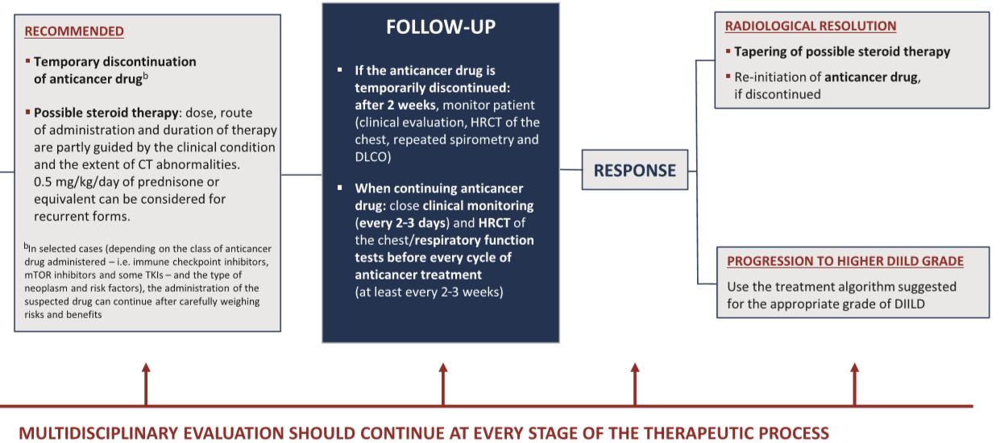 RECOMMENDED
▪ Temporary discontinuation
of anticancer drugb
▪ Possible steroid therapy: dose, route
of administration and duration of therapy
are partly guided by the clinical condition
and the extent of CT abnormalities.
0.5 mg/kg/day of prednisone or
equivalent can be considered for
recurrent forms.
bIn selected cases (depending on the class of anticancer
drug administered – i.e. immune checkpoint inhibitors,
mTOR inhibitors and some TKIs – and the type of
neoplasm and risk factors), the administration of the
suspected drug can continue after carefully weighing
risks and benefits
FOLLOW-UP
▪ If the anticancer drug is
temporarily discontinued:
after 2 weeks, monitor patient
(clinical evaluation, HRCT of the
chest, repeated spirometry and
DLCO)
▪ When continuing anticancer
drug: close clinical monitoring
(every 2-3 days) and HRCT of
the chest/respiratory function
tests before every cycle of
anticancer treatment
(at least every 2-3 weeks)
RESPONSE
RADIOLOGICAL RESOLUTION
▪ Tapering of possible steroid therapy
▪ Re-initiation of anticancer drug,
if discontinued
PROGRESSION TO HIGHER DIILD GRADE
Use the treatment algorithm suggested
for the appropriate grade of DIILD
MULTIDISCIPLINARY EVALUATION SHOULD CONTINUE AT EVERY STAGE OF THE THERAPEUTIC PROCESS